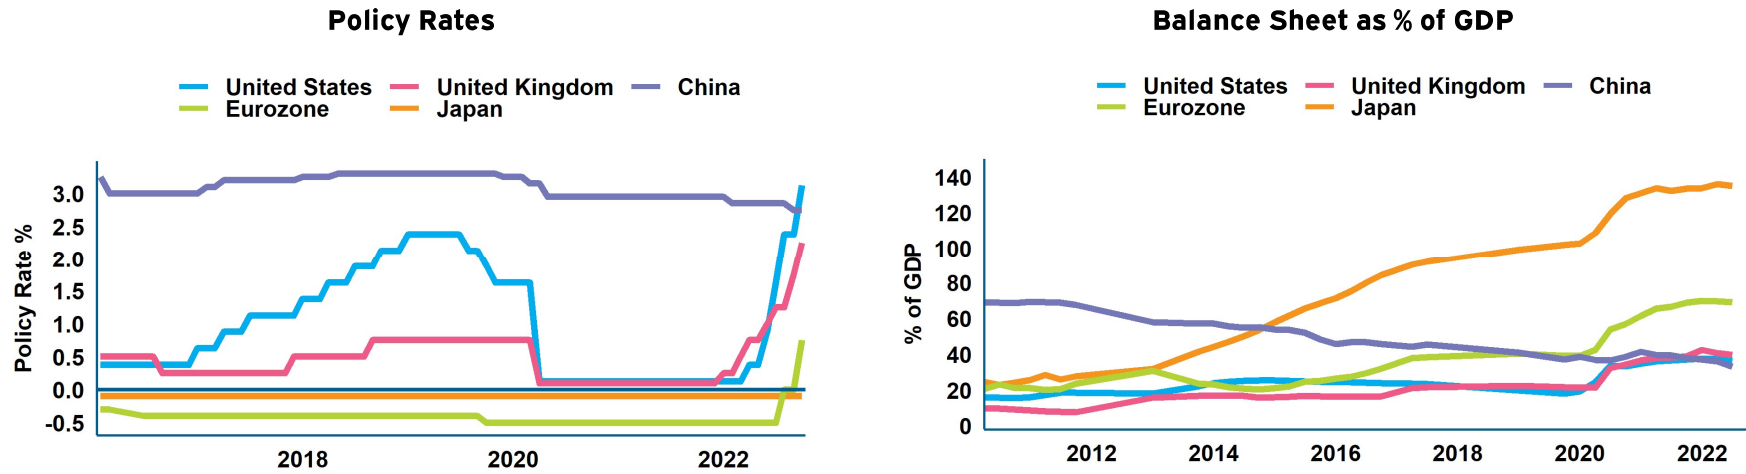 Policy Rates
United States United Kingdom China
Eurozone Japan
Policy Rate %
3.0
2.5
2.0
1.5
1.0
0.5
0.0
-0.5
2018 2020 2022
Balance Sheet as % of GDP
United States United Kingdom China
Eurozone Japan
% of GDP
140
120
100
80
60
40
20
0
2012 2014 2016 2018 2020 2022